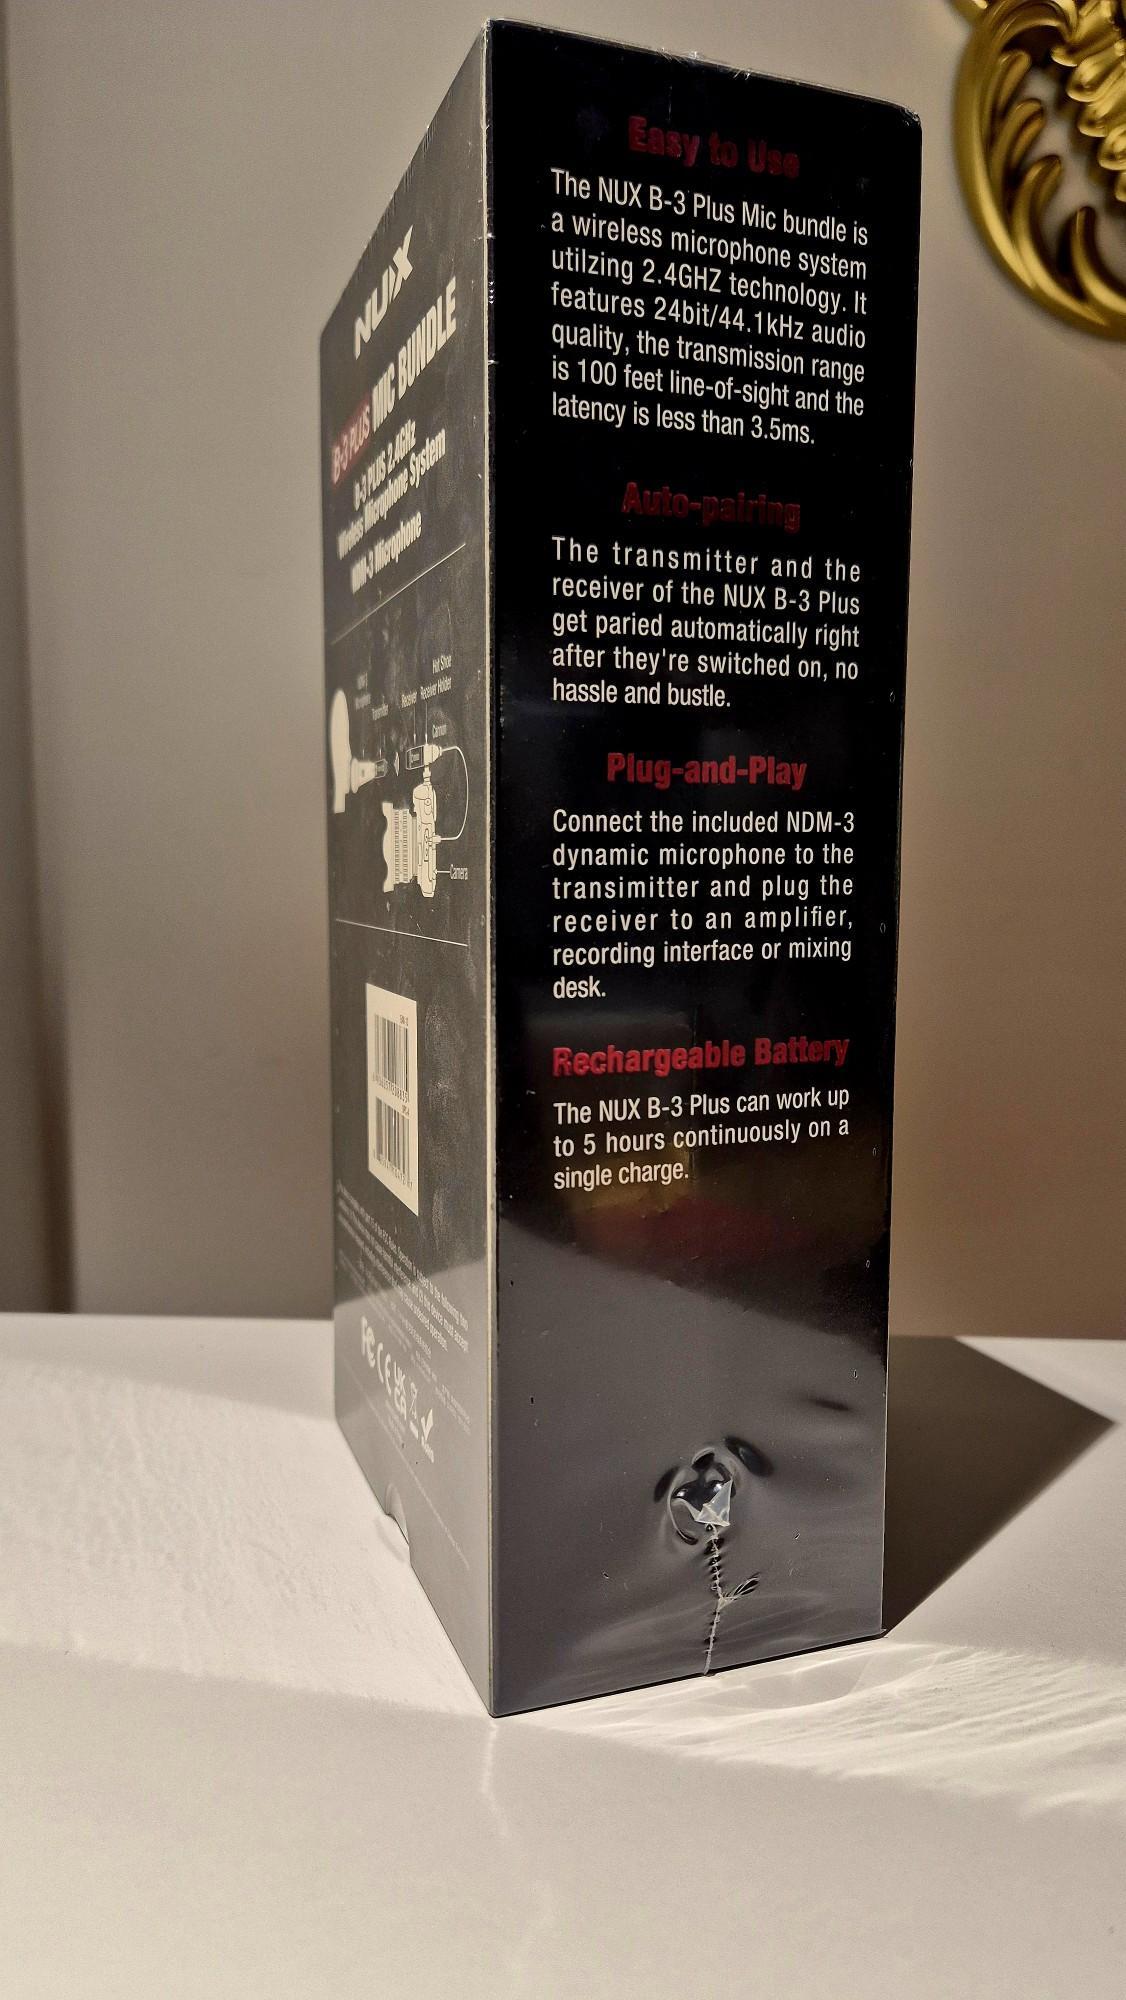 NUX
B-3 PLUS MIC BUNDLE
B-3 PLUS 2.4GHz
Wireless Microphone System
NDM-3 Microphone
Hot Shoe
Receiver Holder
Receiver
Transmitter
Camera
Easy to Use
The NUX B-3 Plus Mic bundle is
a wireless microphone system
utilzing 2.4GHZ technology. It
features 24bit/44.1kHz audio
quality, the transmission range
is 100 feet line-of-sight and the
latency is less than 3.5ms.
Auto-pairing
The transmitter and the
receiver of the NUX B-3 Plus
get paried automatically right
after they're switched on, no
hassle and bustle.
Plug-and-Play
Connect the included NDM-3
dynamic microphone to the
transimitter and plug the
receiver to an amplifier,
recording interface or mixing
desk.
Rechargeable Battery
The NUX B-3 Plus can work up
to 5 hours continuously on a
single charge.